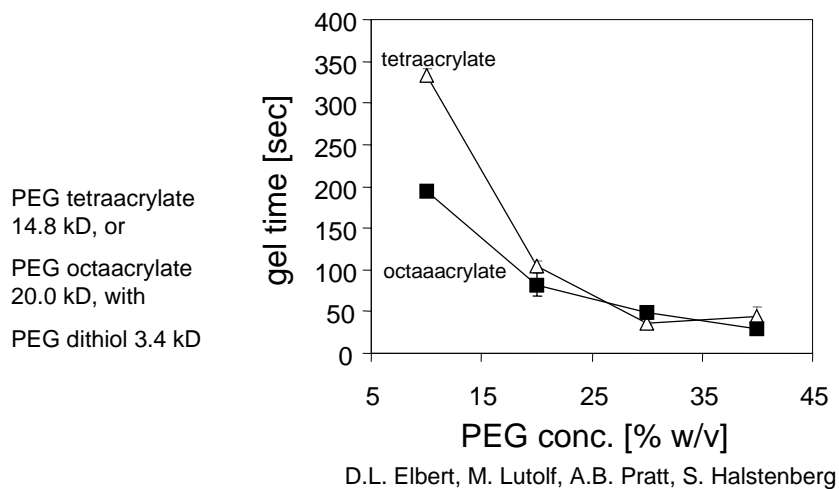 PEG tetraacrylate
14.8 kD, or
PEG octaacrylate
20.0 kD, with
PEG dithiol 3.4 kD
gel time [sec]
400
350
300
250
200
150
100
50
0
tetraacrylate
octaaacrylate
5 15 25 35 45
PEG conc. [% w/v]
D.L. Elbert, M. Lutolf, A.B. Pratt, S. Halstenberg